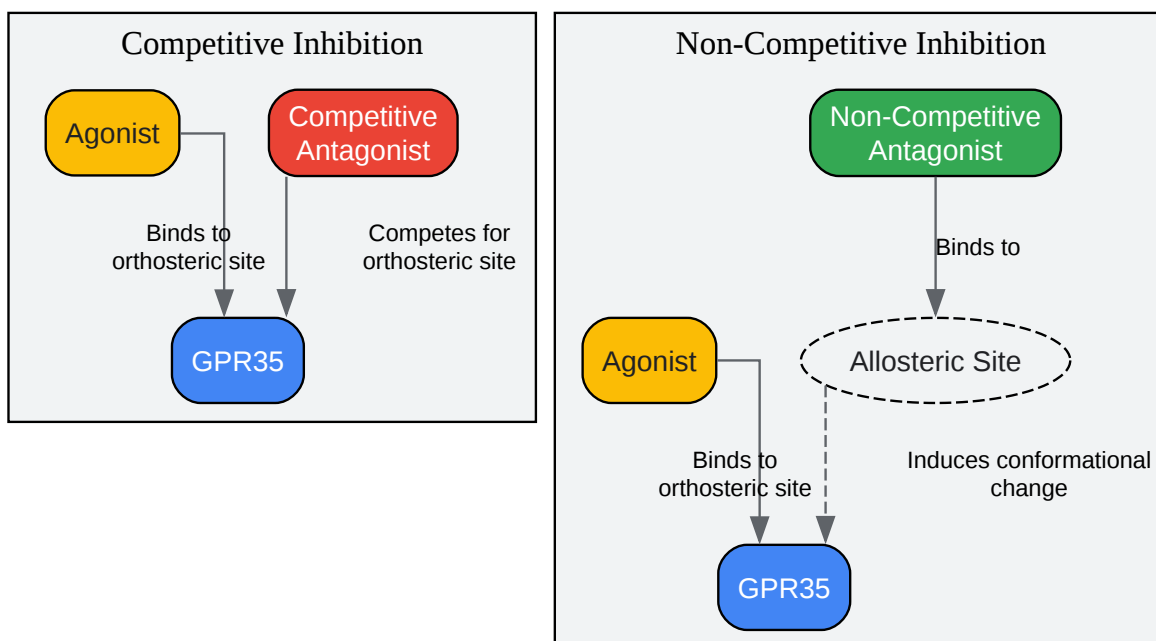 Competitive Inhibition
Agonist
Competitive
Antagonist
Binds to
orthosteric site
Competes for
orthosteric site
GPR35
Non-Competitive Inhibition
Non-Competitive
Antagonist
Binds to
Agonist
Allosteric Site
Binds to
orthosteric site
Induces conformational
change
GPR35